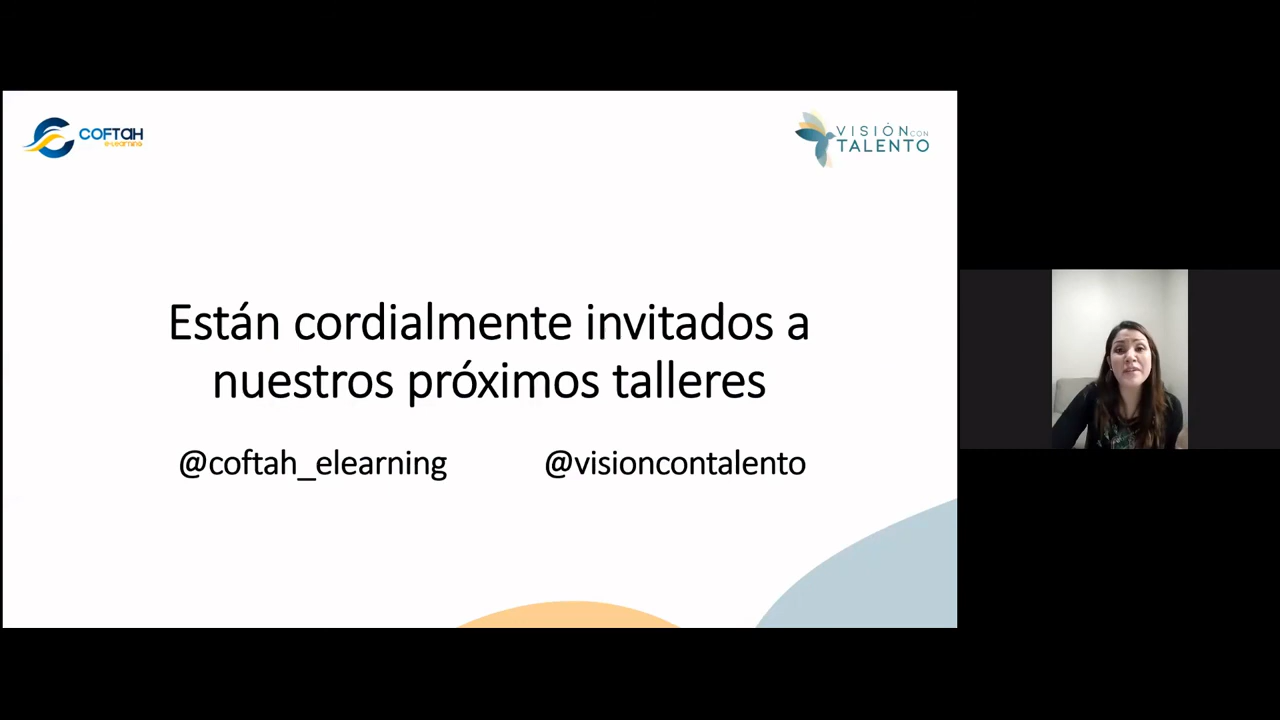 COFTAH
e-Learning
VISIÓN CON
TALENTO
Están cordialmente invitados a
nuestros próximos talleres
@coftah_elearning
@visioncontalento